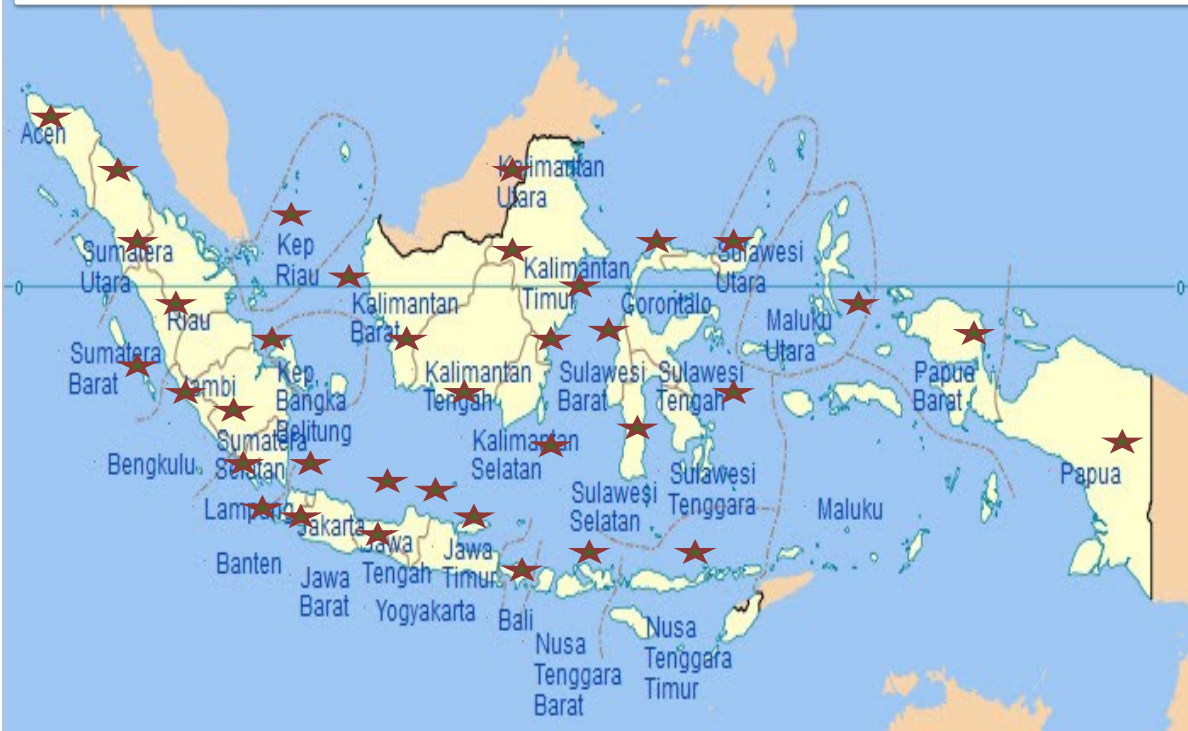 Aceh
Kalimantan
Utara
Kep
Riau
Sumatera
Utara
Sulawesi
Utara
Kalimantan
Timur
0
0
Kalimantan
Barat
Gorontalo
Riau
Maluku
Utara
Sumatera
Barat
Jambi
Kep.
Bangka
Belitung
Kalimantan
Tengah
Sulawesi
Barat
Sulawesi
Tengah
Papua
Barat
Sumatera
Selatan
Bengkulu
Kalimantan
Selatan
Sulawesi
Tenggara
Papua
Sulawesi
Selatan
Maluku
Lampung
Jakarta
Banten
Jawa
Tengah
Jawa
Timur
Jawa
Barat
Yogyakarta
Bali
Nusa
Tenggara
Barat
Nusa
Tenggara
Timur